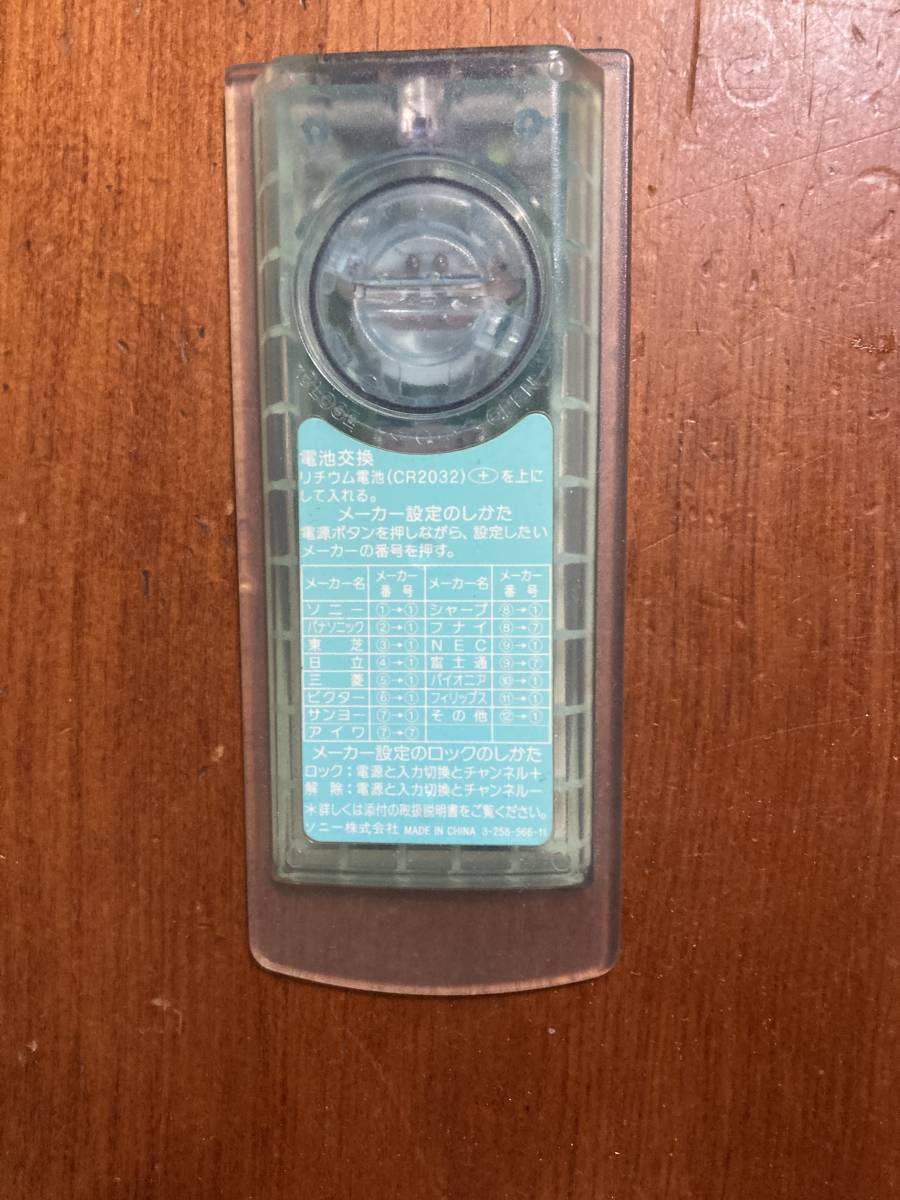 CLOSE OPEN
電池交換
リチウム電池(CR2032)＋を上に
して入れる。
メーカー設定のしかた
電源ボタンを押しながら、設定したい
メーカーの番号を押す。
メーカー名 メーカー番号 メーカー名 メーカー番号
ソニー ①→① シャープ ⑧→①
パナソニック ②→① フナイ ⑧→⑦
東芝 ③→① NEC ⑨→①
日立 ④→① 富士通 ⑨→⑦
三菱 ⑤→① パイオニア ⑩→①
ビクター ⑥→① フィリップス ⑪→①
サンヨー ⑦→① その他 ⑫→①
アイワ ⑦→⑦
メーカー設定のロックのしかた
ロック：電源と入力切換とチャンネル＋
解除：電源と入力切換とチャンネル－
＊詳しくは添付の取扱説明書をご覧ください。
ソニー株式会社 MADE IN CHINA 3-258-566-11